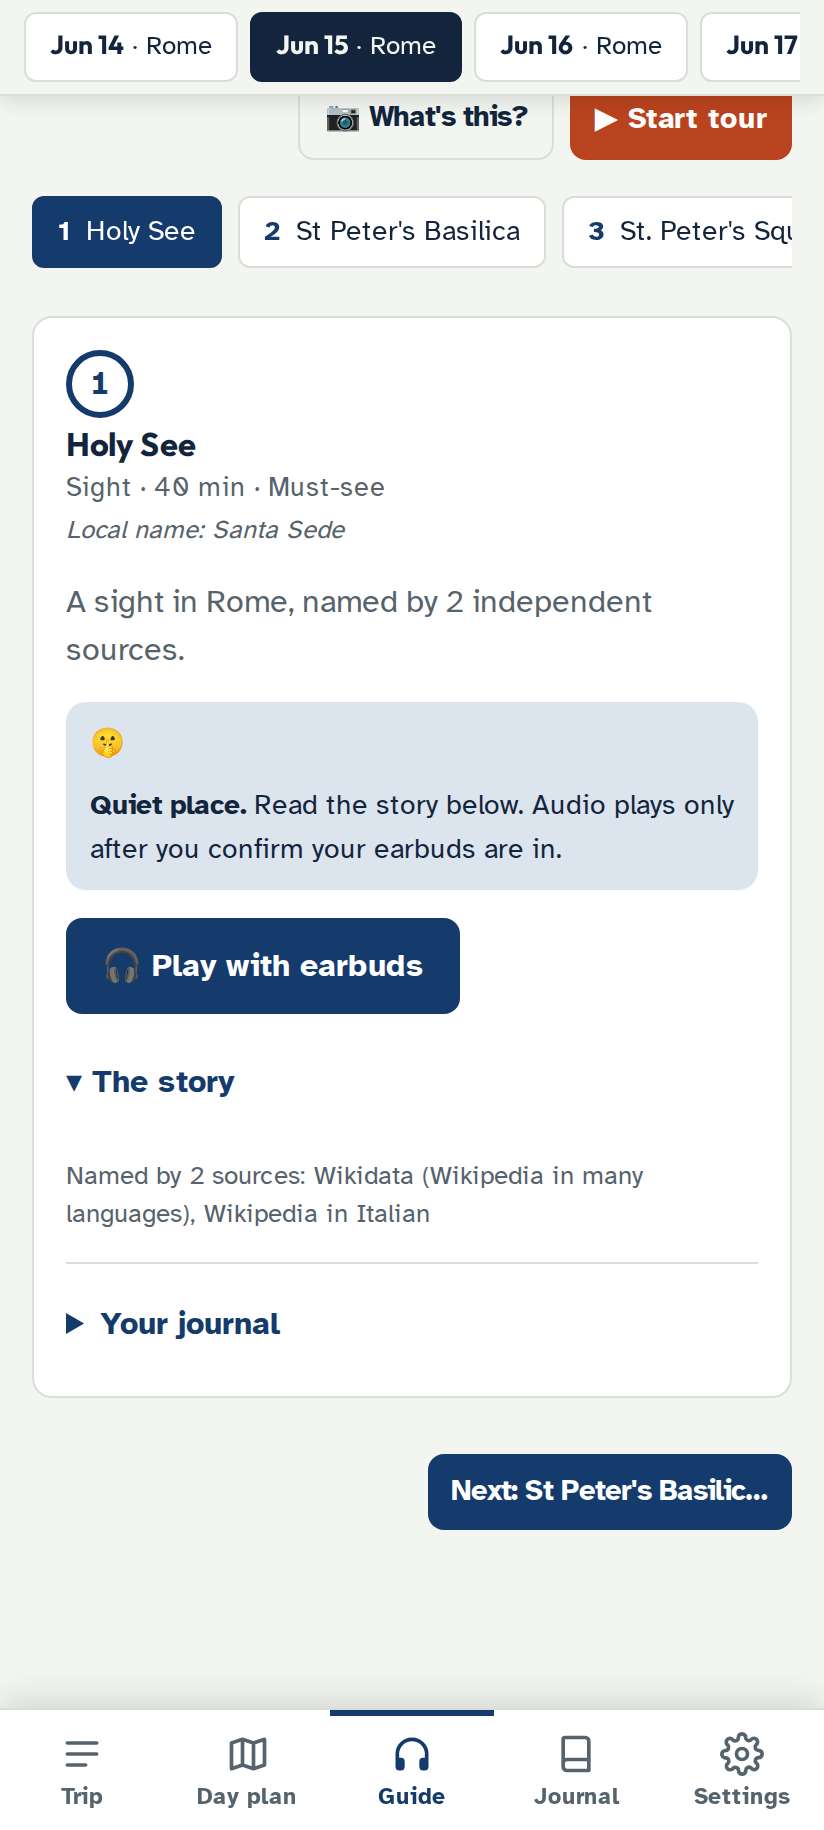 Jun 14 · Rome
Jun 15 · Rome
Jun 16 · Rome
Jun 17
What's this?
Start tour
1 Holy See
2 St Peter's Basilica
3 St. Peter's Squ
1
Holy See
Sight · 40 min · Must-see
Local name: Santa Sede
A sight in Rome, named by 2 independent
sources.
Quiet place. Read the story below. Audio plays only
after you confirm your earbuds are in.
Play with earbuds
The story
Named by 2 sources: Wikidata (Wikipedia in many
languages), Wikipedia in Italian
Your journal
Next: St Peter's Basilic...
Trip
Day plan
Guide
Journal
Settings